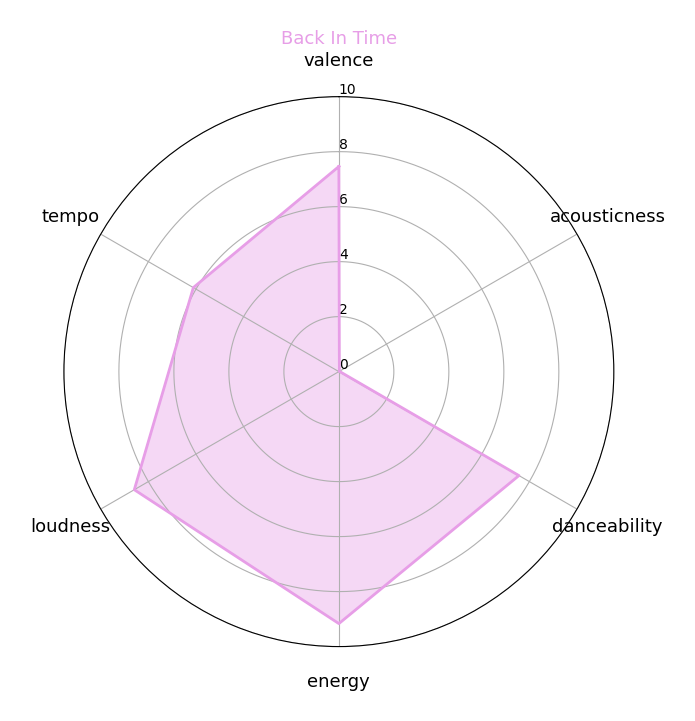 Back In Time
valence
10
8
6
4
2
0
tempo
acousticness
loudness
danceability
energy